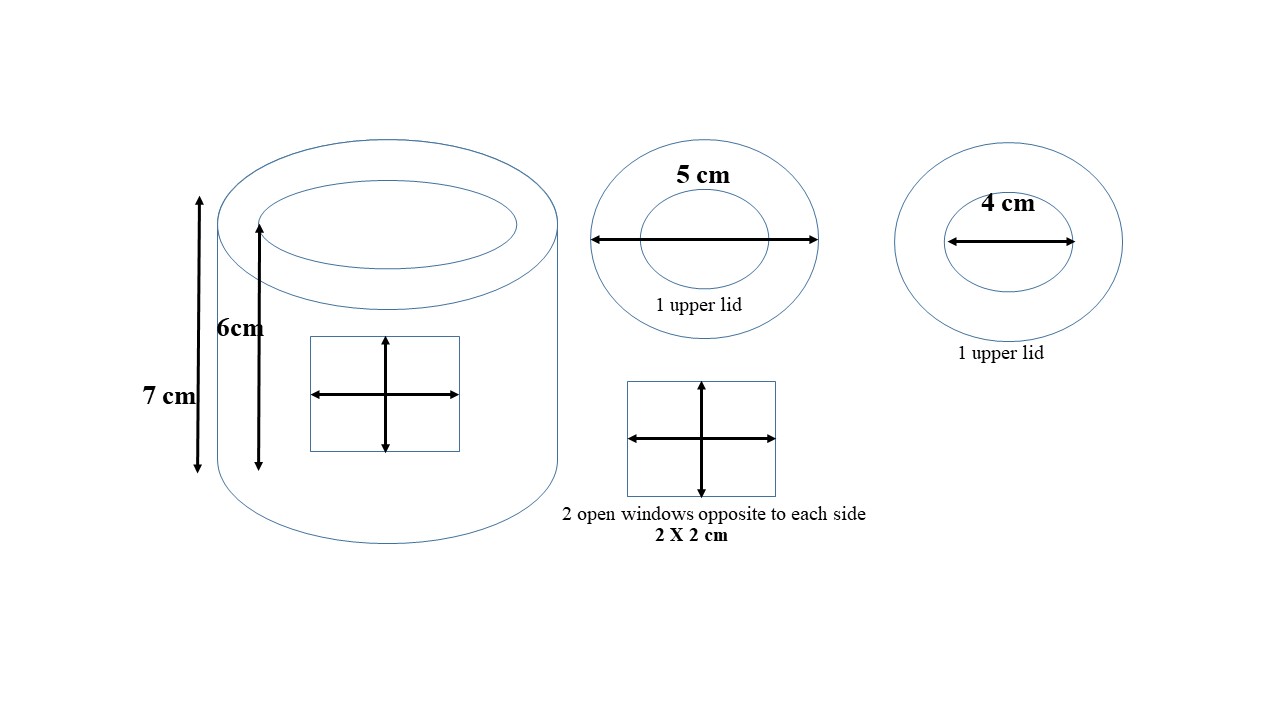 7 cm
6cm
5 cm
1 upper lid
4 cm
1 upper lid
2 open windows opposite to each side
2 X 2 cm